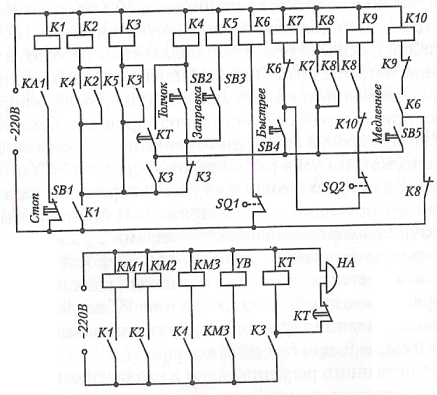 K1 K2 K3 K4 K5 K6 K7 K8 K9 K10
KA1 K4 K2 K5 K3 Толчок SB2 Заправка SB3 K6 K7 K8 K8 K9
~220В KT Быстрее SB4 K10 Медленнее K6 SB5
K3 K3
Стоп SB1 K1 SQ1 SQ2 K8
KM1 KM2 KM3 YB KT HA
~220В K1 K2 K4 KM3 K3 KT